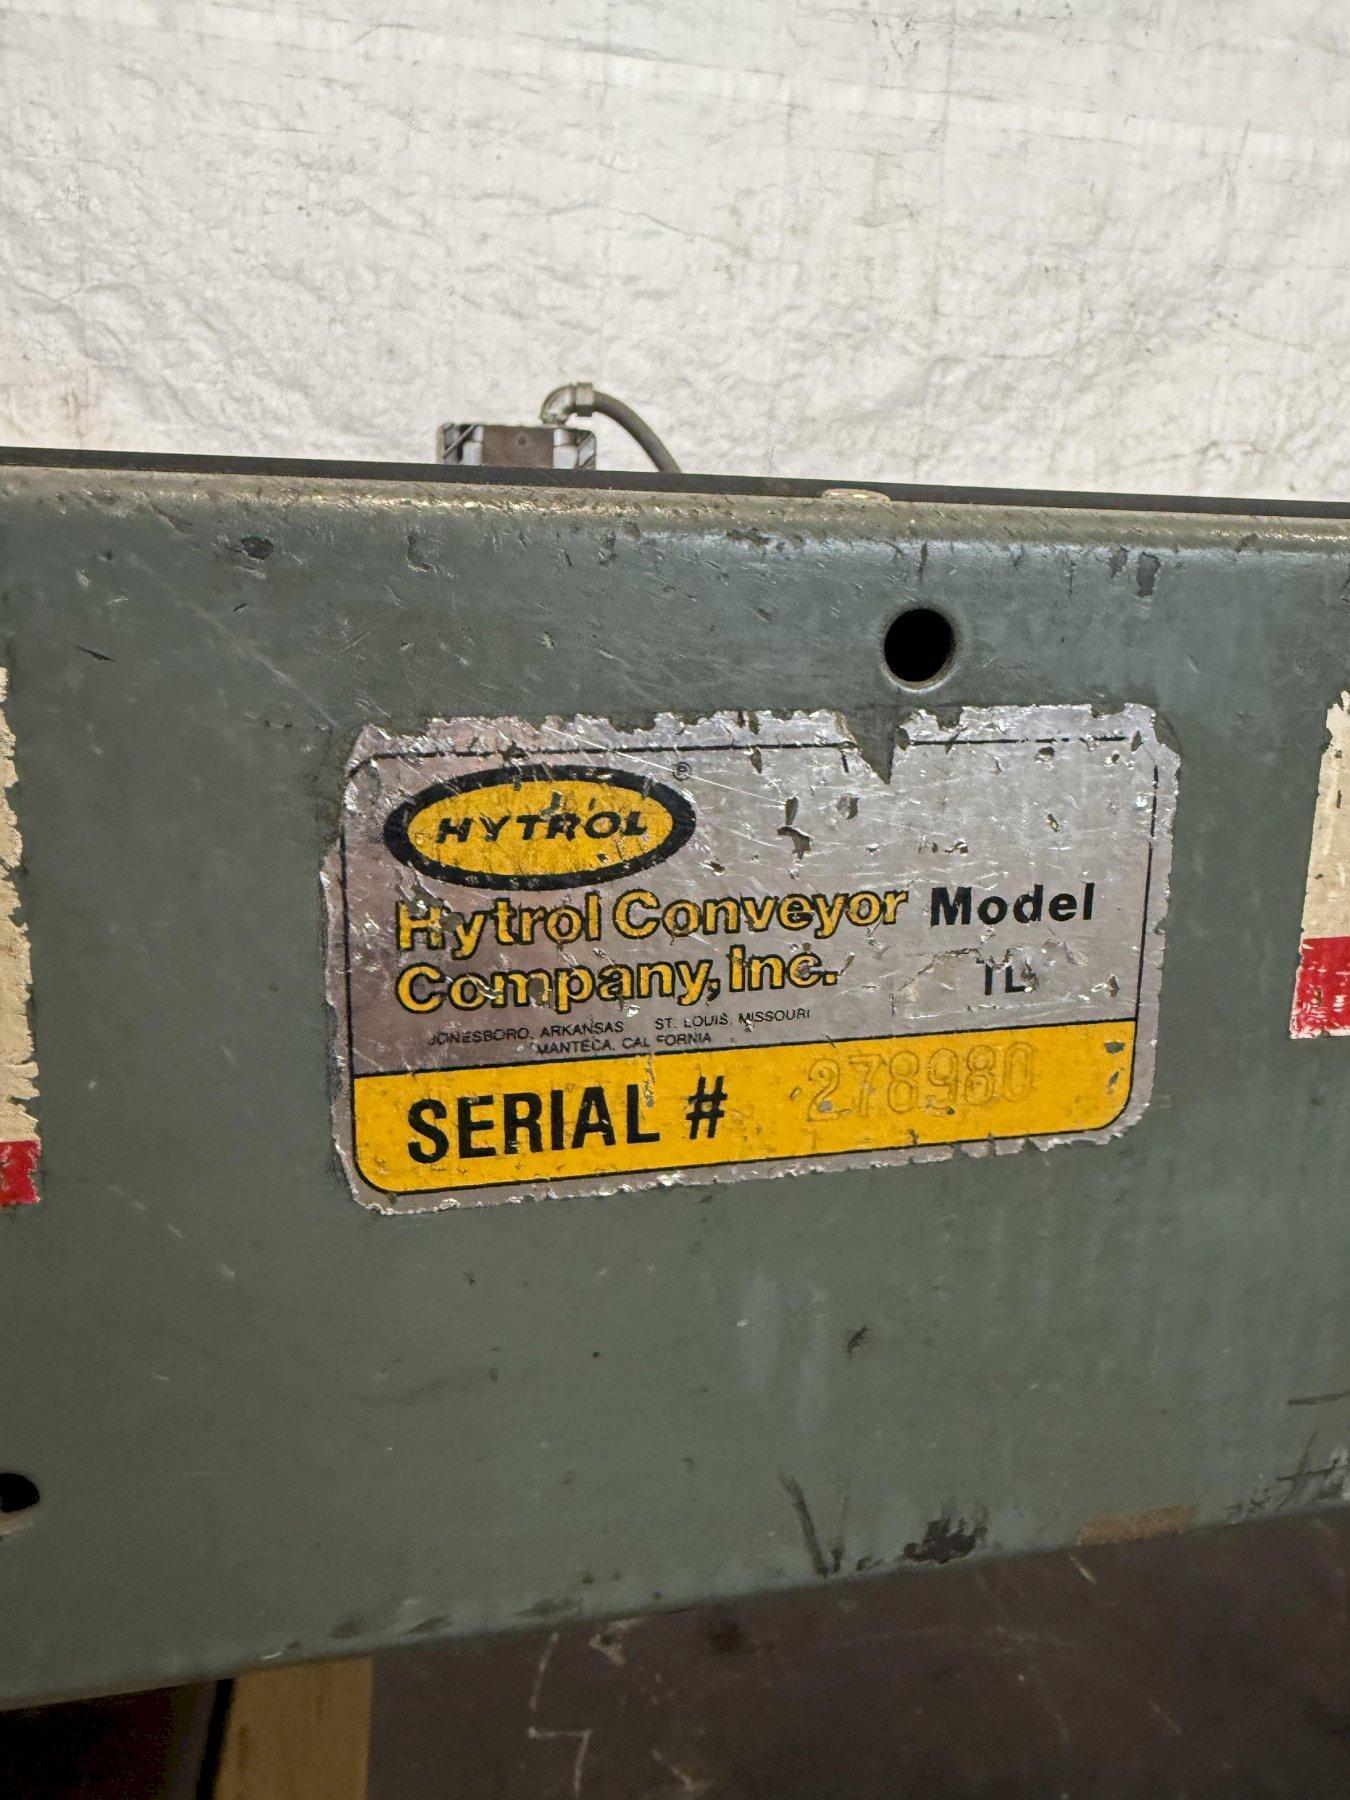 HYTROL ®
Hytrol Conveyor
Company, Inc.
Model
TL
JONESBORO, ARKANSAS ST. LOUIS, MISSOURI
MANTECA, CALIFORNIA
SERIAL # 278980